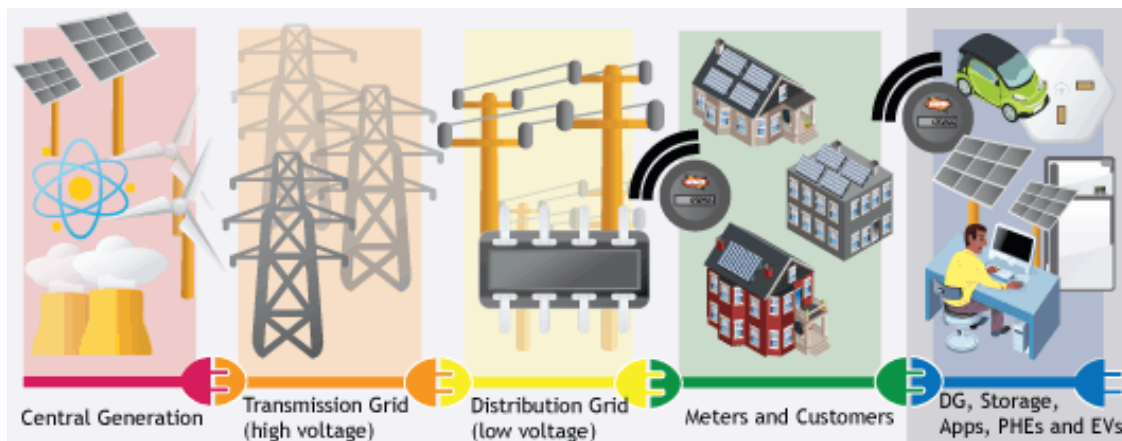 Central Generation
Transmission Grid
(high voltage)
Distribution Grid
(low voltage)
Meters and Customers
DG, Storage,
Apps, PHEs and EVs